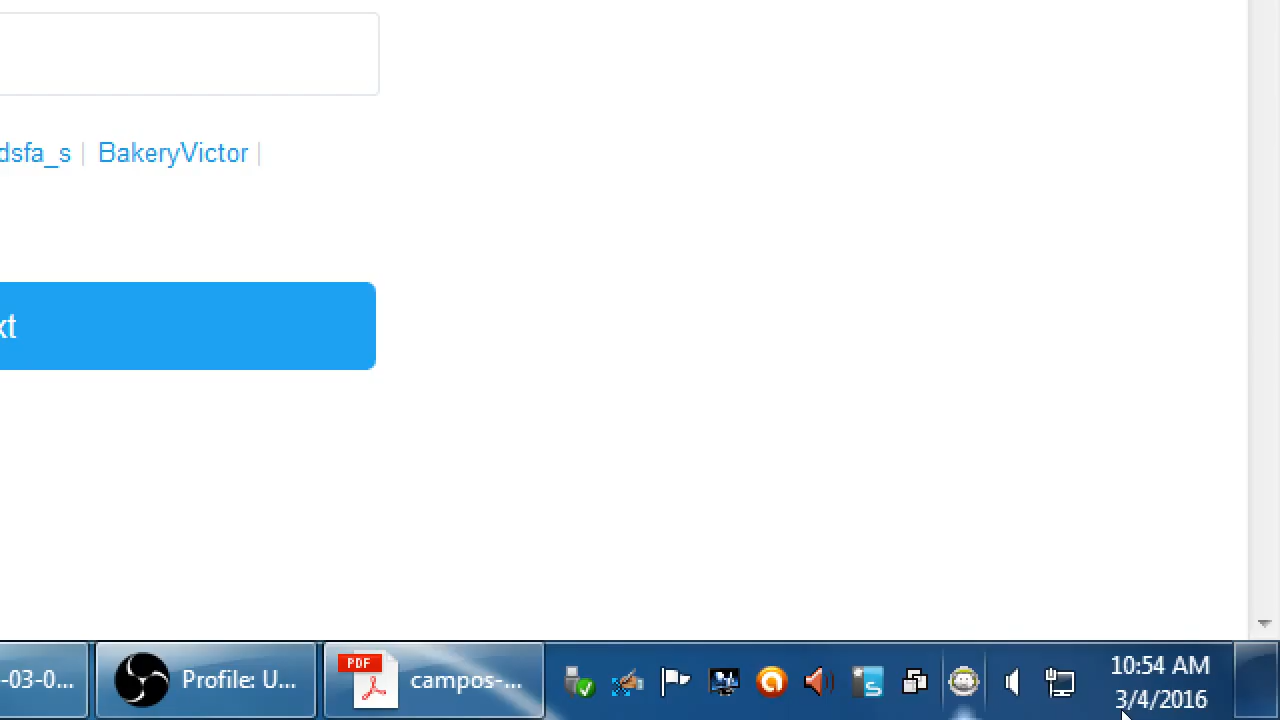 dsfa_s | BakeryVictor |
xt
-03-0...
Profile: U...
PDF
campos-...
S
10:54 AM
3/4/2016